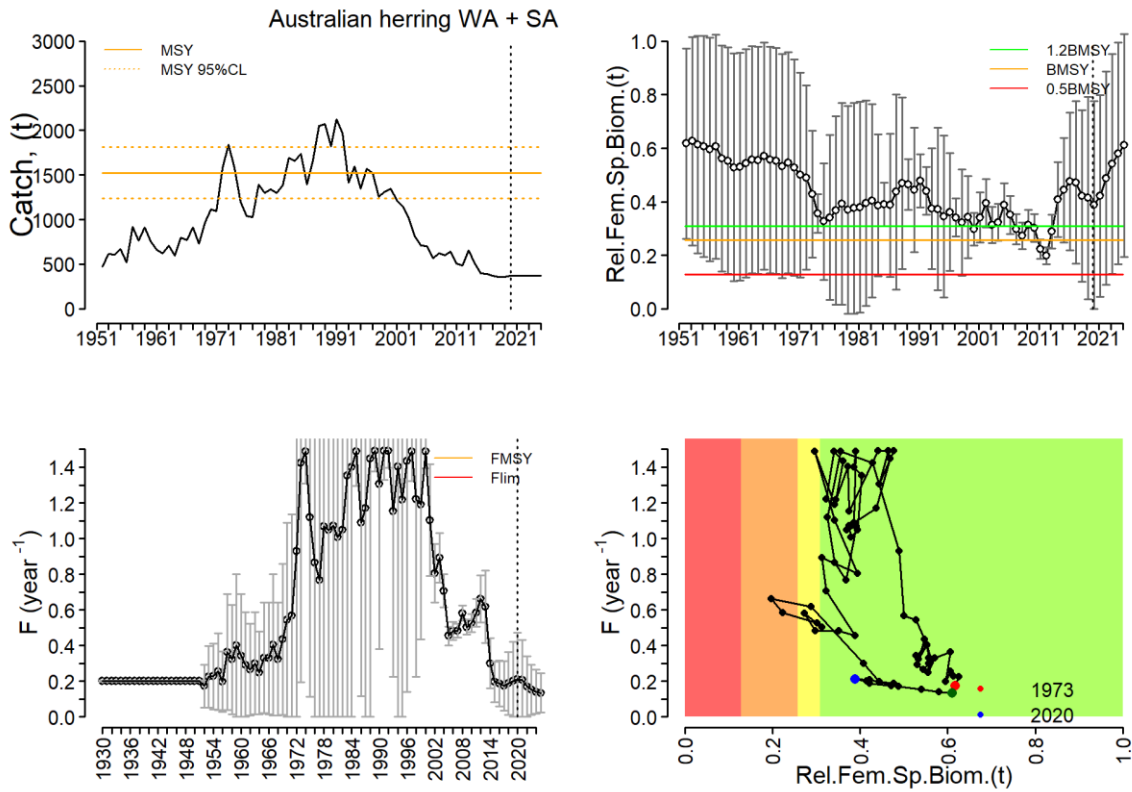 Australian herring WA + SA
Catch, (t)
3000
2500
2000
1500
1000
500
0
MSY
MSY 95%CL
1951 1961 1971 1981 1991 2001 2011 2021
Rel.Fem.Sp.Biom.(t)
1.0
0.8
0.6
0.4
0.2
0.0
1.2BMSY
BMSY
0.5BMSY
1951 1961 1971 1981 1991 2001 2011 2021
F (year -1)
1.4
1.2
1.0
0.8
0.6
0.4
0.2
0.0
FMSY
Flim
1930 1936 1942 1948 1954 1960 1966 1972 1978 1984 1990 1996 2002 2008 2014 2020
F (year -1)
1.4
1.2
1.0
0.8
0.6
0.4
0.2
0.0
1973
2020
0.0 0.2 0.4 0.6 0.8 1.0
Rel.Fem.Sp.Biom.(t)